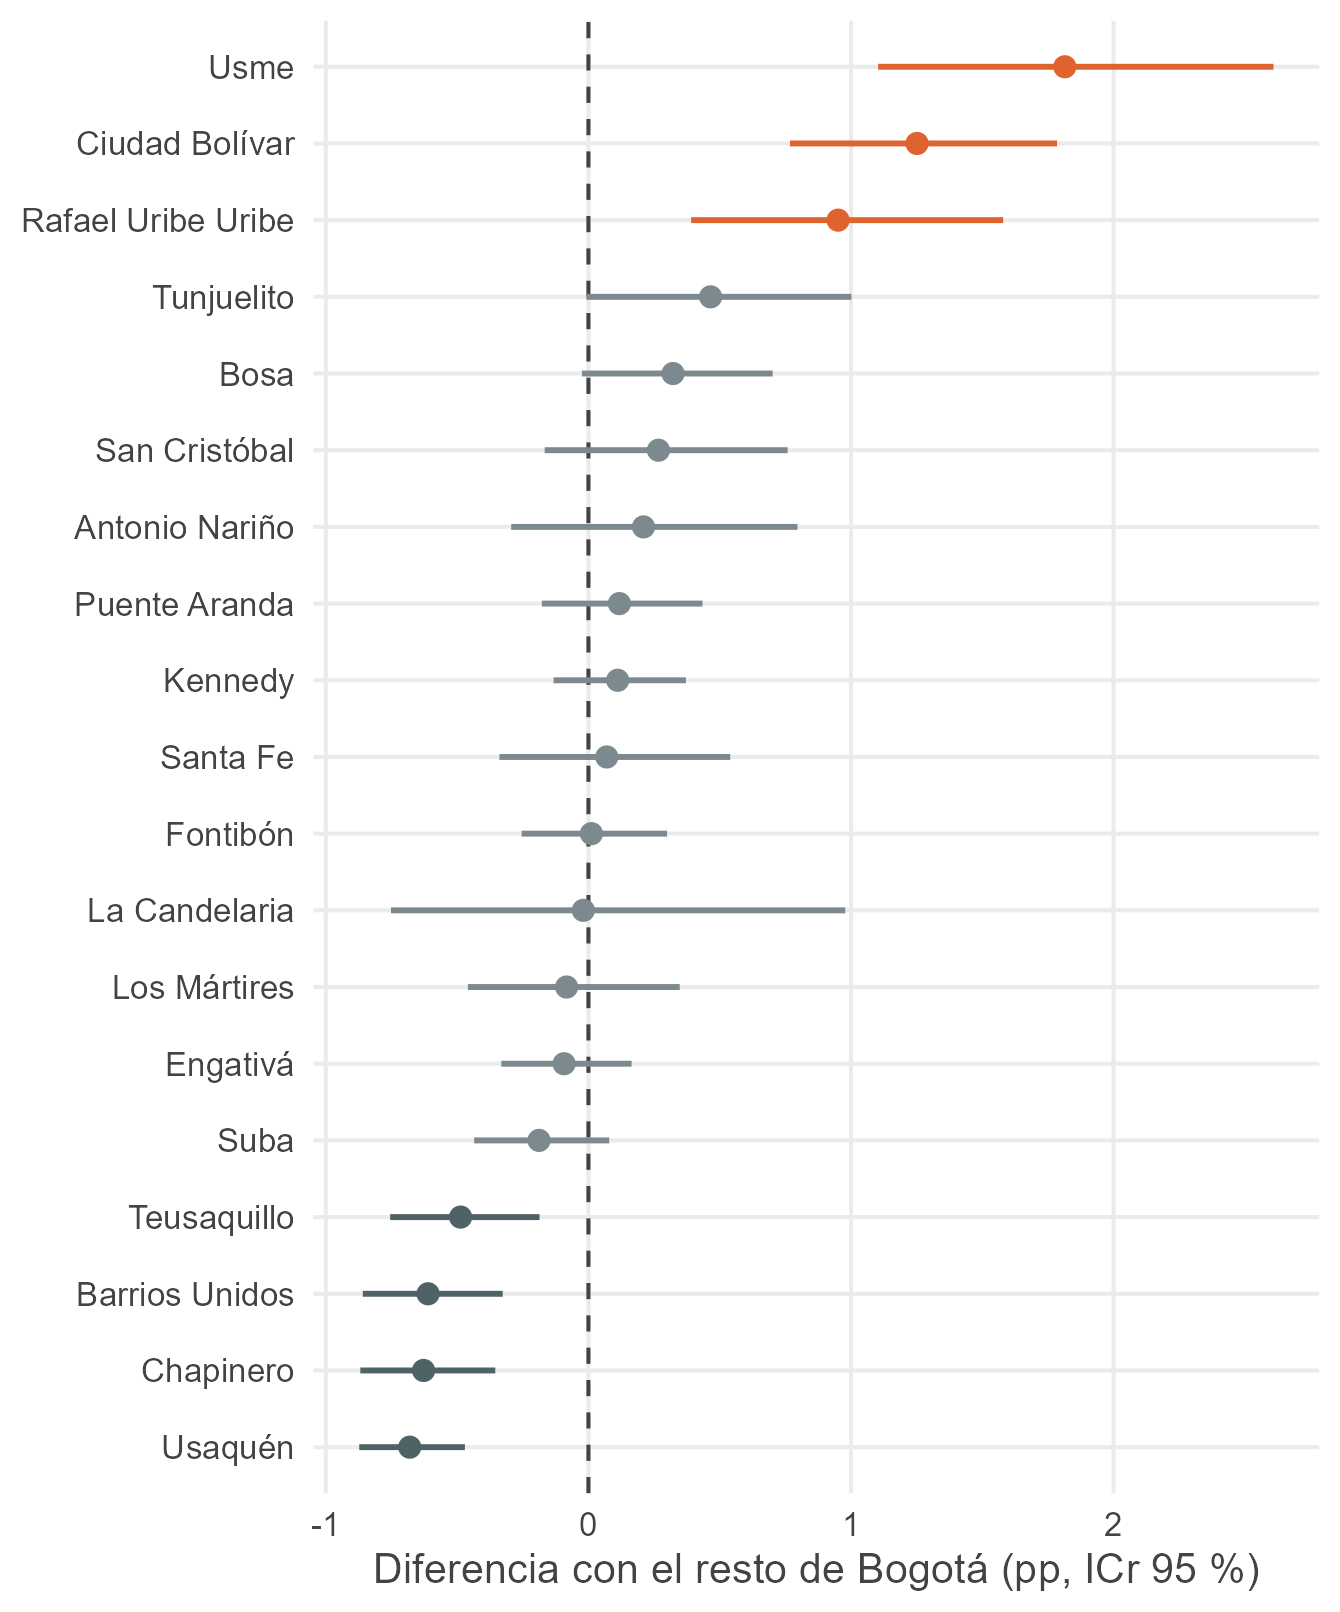 Usme
Ciudad Bolívar
Rafael Uribe Uribe
Tunjuelito
Bosa
San Cristóbal
Antonio Nariño
Puente Aranda
Kennedy
Santa Fe
Fontibón
La Candelaria
Los Mártires
Engativá
Suba
Teusaquillo
Barrios Unidos
Chapinero
Usaquén
-1 0 1 2
Diferencia con el resto de Bogotá (pp, ICr 95 %)